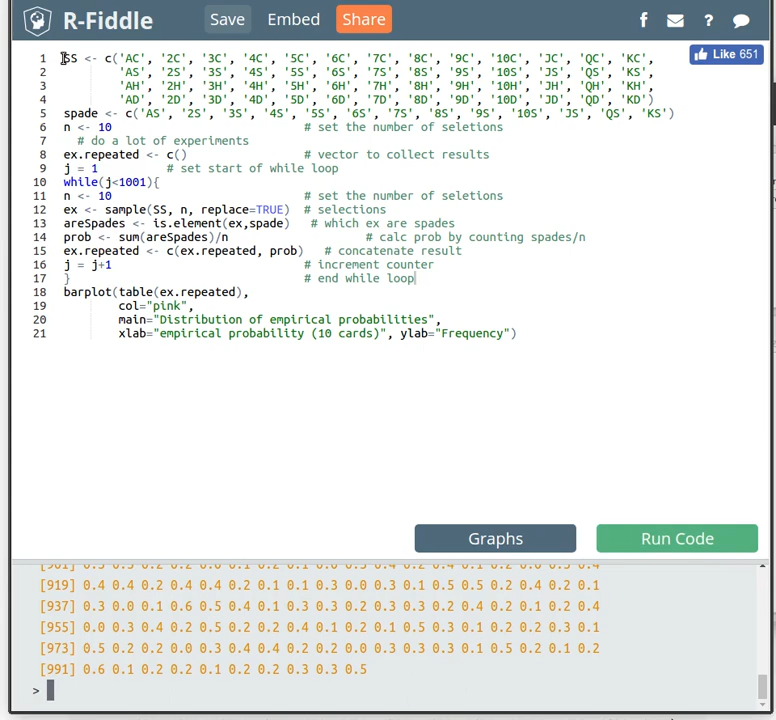 R-Fiddle Save Embed Share f ?
Like 651
1 SS <- c('AC', '2C', '3C', '4C', '5C', '6C', '7C', '8C', '9C', '10C', 'JC', 'QC', 'KC',
2 'AS', '2S', '3S', '4S', '5S', '6S', '7S', '8S', '9S', '10S', 'JS', 'QS', 'KS',
3 'AH', '2H', '3H', '4H', '5H', '6H', '7H', '8H', '9H', '10H', 'JH', 'QH', 'KH',
4 'AD', '2D', '3D', '4D', '5D', '6D', '7D', '8D', '9D', '10D', 'JD', 'QD', 'KD')
5 spade <- c('AS', '2S', '3S', '4S', '5S', '6S', '7S', '8S', '9S', '10S', 'JS', 'QS', 'KS')
6 n <- 10 # set the number of seletions
7 # do a lot of experiments
8 ex.repeated <- c() # vector to collect results
9 j = 1 # set start of while loop
10 while(j<1001){
11 n <- 10 # set the number of seletions
12 ex <- sample(SS, n, replace=TRUE) # selections
13 areSpades <- is.element(ex,spade) # which ex are spades
14 prob <- sum(areSpades)/n # calc prob by counting spades/n
15 ex.repeated <- c(ex.repeated, prob) # concatenate result
16 j = j+1 # increment counter
17 } # end while loop
18 barplot(table(ex.repeated),
19 col="pink",
20 main="Distribution of empirical probabilities",
21 xlab="empirical probability (10 cards)", ylab="Frequency")
Graphs Run Code
[919] 0.4 0.4 0.2 0.4 0.4 0.2 0.1 0.1 0.3 0.0 0.3 0.1 0.5 0.5 0.2 0.4 0.2 0.1
[937] 0.3 0.0 0.1 0.6 0.5 0.4 0.1 0.3 0.3 0.2 0.3 0.3 0.2 0.4 0.2 0.1 0.2 0.4
[955] 0.0 0.3 0.4 0.2 0.5 0.2 0.2 0.4 0.1 0.2 0.1 0.5 0.3 0.1 0.2 0.2 0.3 0.1
[973] 0.5 0.2 0.2 0.0 0.3 0.4 0.4 0.2 0.2 0.0 0.3 0.3 0.3 0.1 0.5 0.2 0.1 0.2
[991] 0.6 0.1 0.2 0.2 0.1 0.2 0.2 0.3 0.3 0.5
>